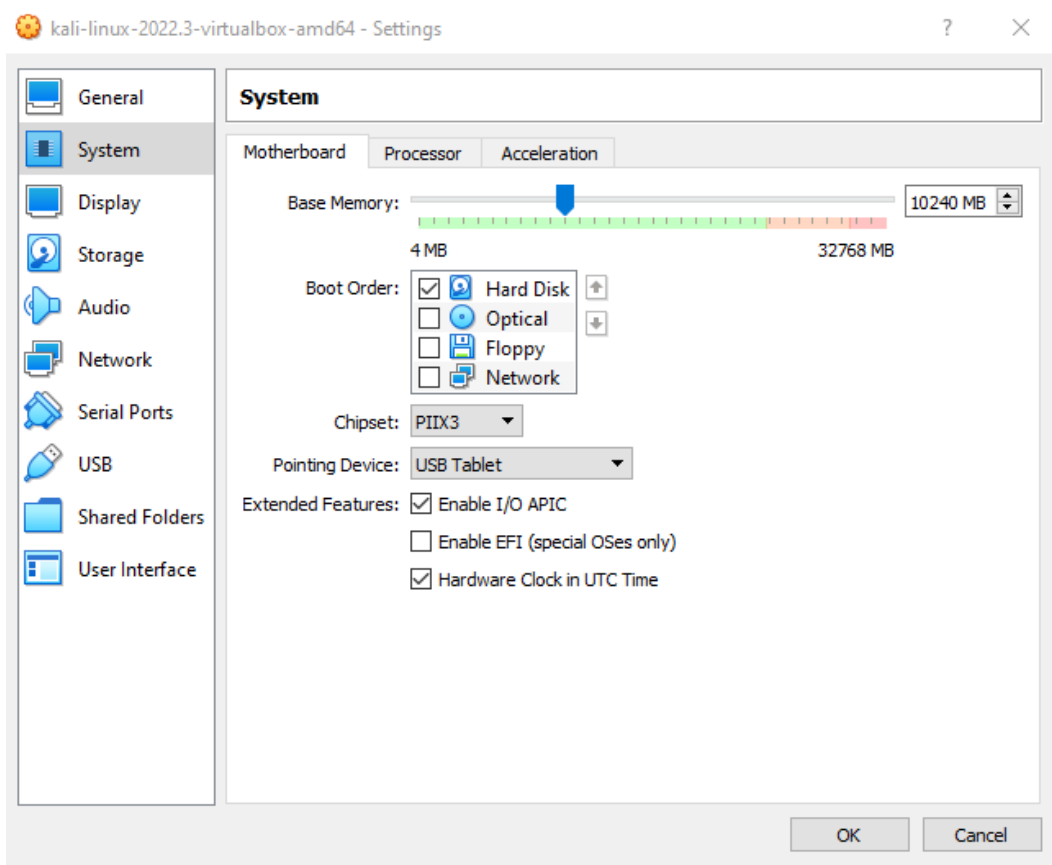 kali-linux-2022.3-virtualbox-amd64 - Settings
?
General
System
Display
Storage
Audio
Network
Serial Ports
USB
Shared Folders
User Interface
System
Motherboard Processor Acceleration
Base Memory: 10240 MB
4 MB 32768 MB
Boot Order: Hard Disk
Optical
Floppy
Network
Chipset: PIIX3
Pointing Device: USB Tablet
Extended Features: Enable I/O APIC
Enable EFI (special OSes only)
Hardware Clock in UTC Time
OK Cancel